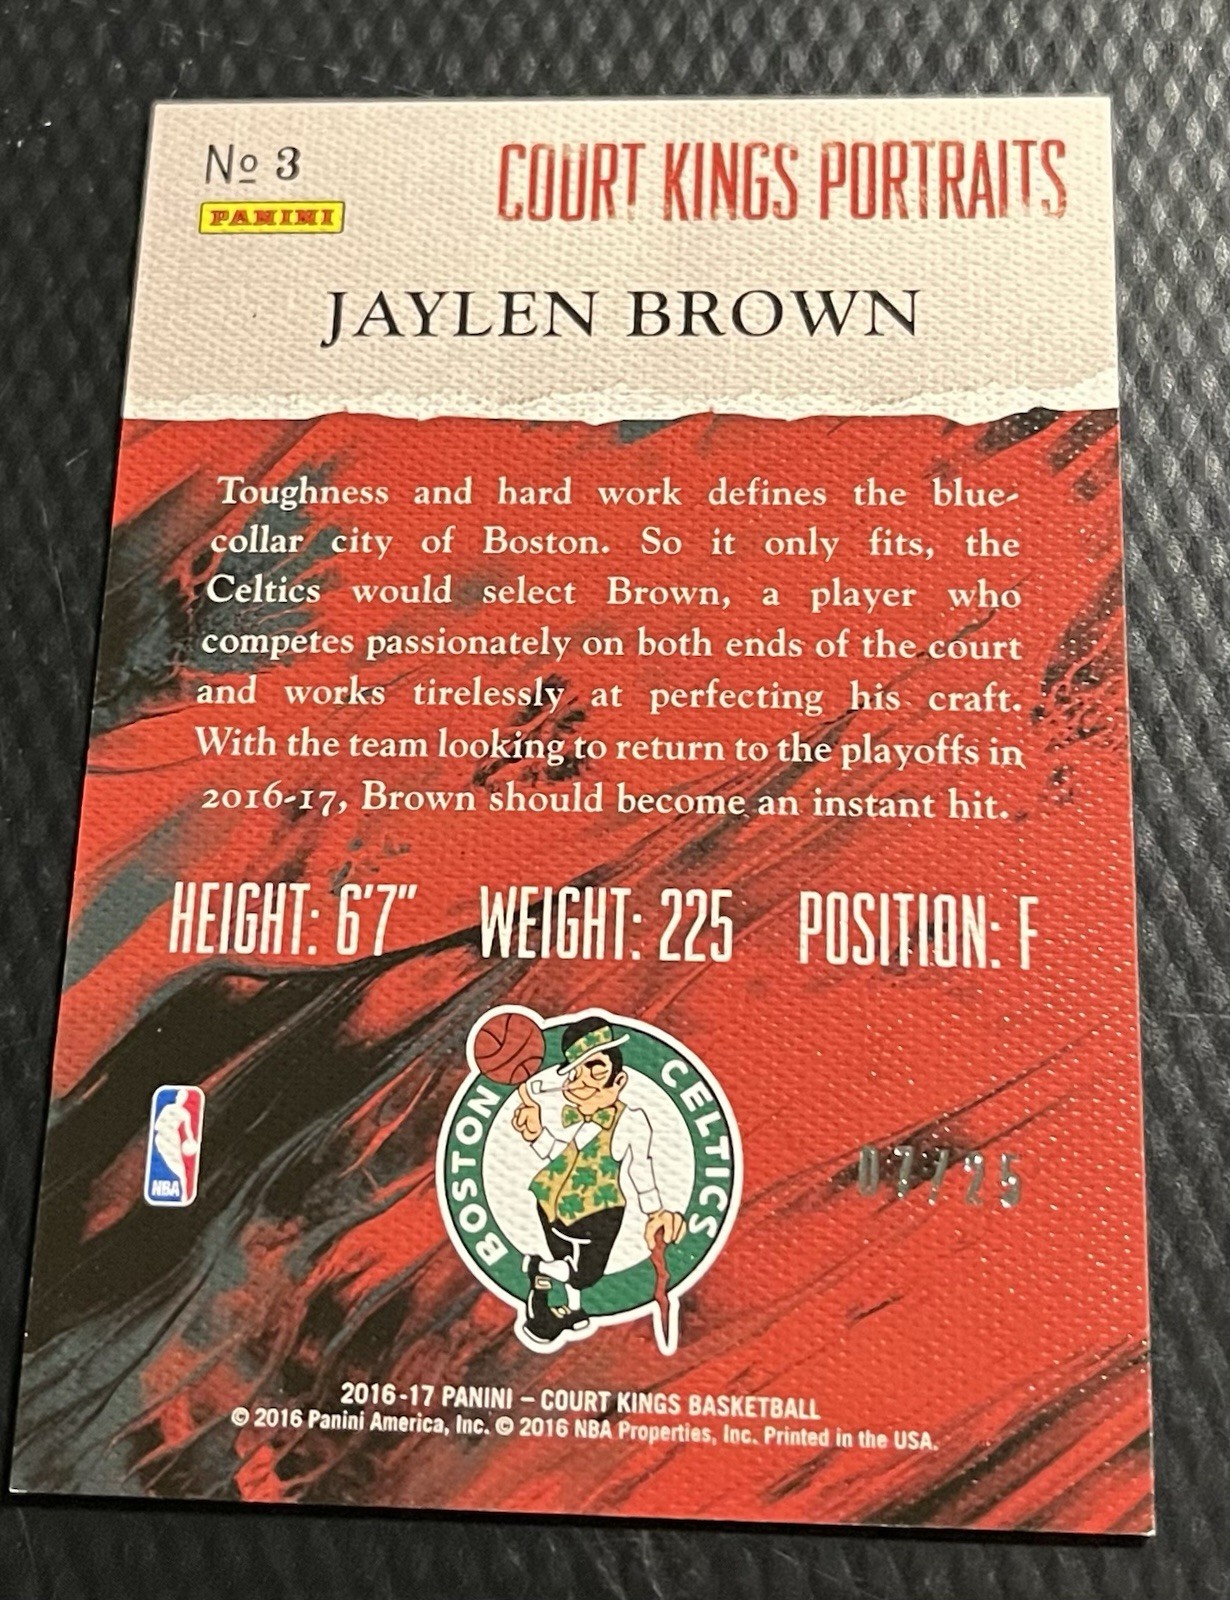 No 3
COURT KINGS PORTRAITS
PANINI
JAYLEN BROWN
Toughness and hard work defines the blue-
collar city of Boston. So it only fits, the
Celtics would select Brown, a player who
competes passionately on both ends of the court
and works tirelessly at perfecting his craft.
With the team looking to return to the playoffs in
2016-17, Brown should become an instant hit.
HEIGHT: 6'7" WEIGHT: 225 POSITION: F
BOSTON CELTICS
NBA
07/25
2016-17 PANINI – COURT KINGS BASKETBALL
© 2016 Panini America, Inc. © 2016 NBA Properties, Inc. Printed in the USA.